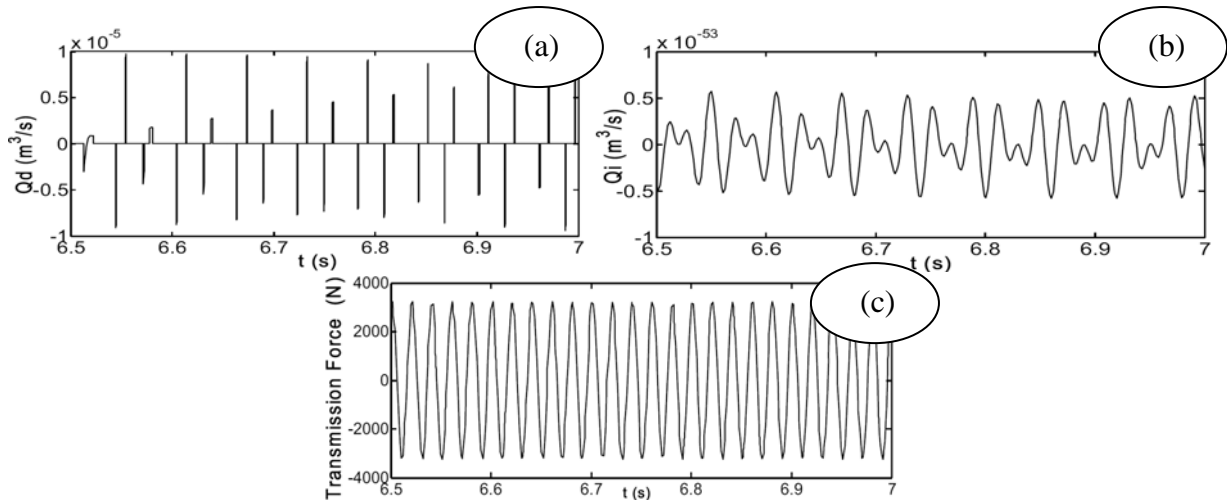 (a)
x 10⁻⁵
1
0.5
0
-0.5
-1
Qd (m³/s)
6.5 6.6 6.7 6.8 6.9 7
t (s)
(b)
x 10⁻⁵³
1
0.5
0
-0.5
-1
Qi (m³/s)
6.5 6.6 6.7 6.8 6.9 7
t (s)
(c)
4000
2000
0
-2000
-4000
Transmission Force (N)
6.5 6.6 6.7 6.8 6.9 7
t (s)